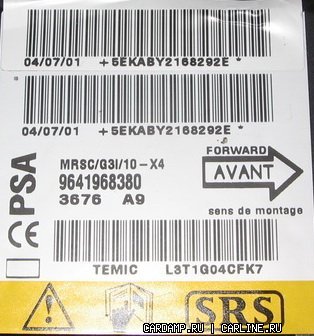 04/07/01 +5EKABY2168292E *
04/07/01 +5EKABY2168292E *
PSA
MRSC/G3I/10-X4
9641968380
3676 A9
FORWARD
AVANT
sens de montage
CE
TEMIC L3T1G04CFK7
SRS
CARDAMP.RU | CARLINE.RU